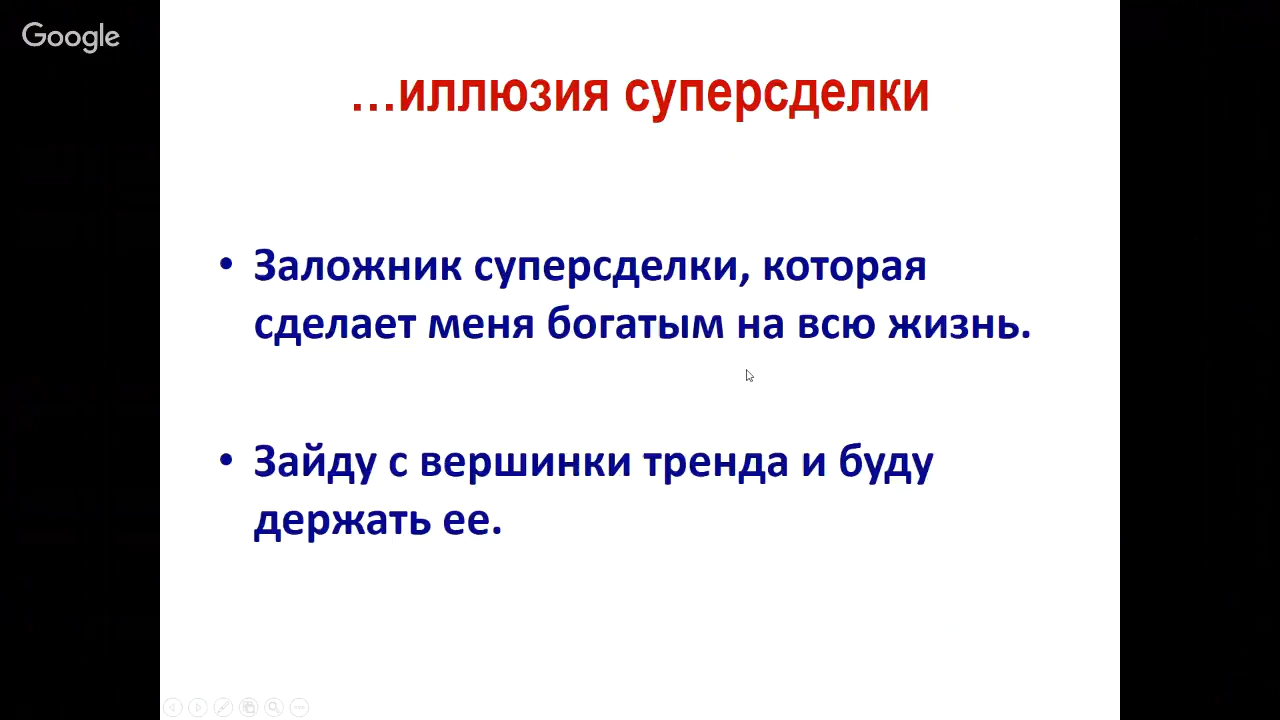 Google
...иллюзия суперсделки
• Заложник суперсделки, которая
сделает меня богатым на всю жизнь.
• Зайду с вершинки тренда и буду
держать ее.